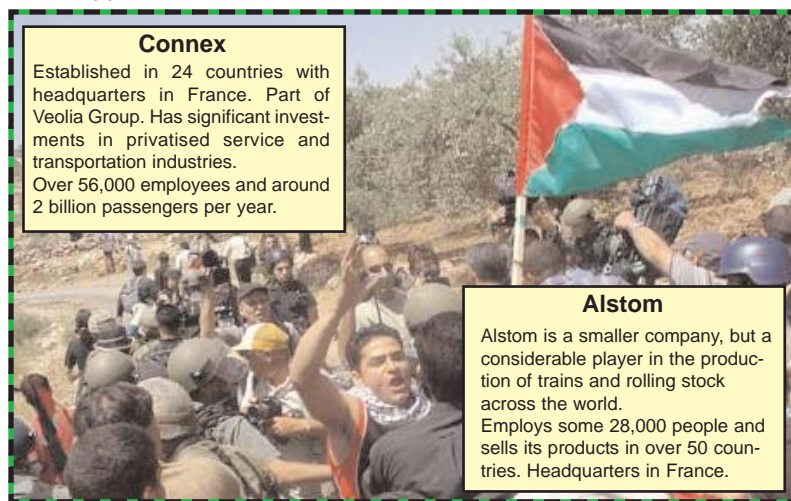 Connex
Established in 24 countries with
headquarters in France. Part of
Veolia Group. Has significant invest-
ments in privatised service and
transportation industries.
Over 56,000 employees and around
2 billion passengers per year.
Alstom
Alstom is a smaller company, but a
considerable player in the produc-
tion of trains and rolling stock
across the world.
Employs some 28,000 people and
sells its products in over 50 coun-
tries. Headquarters in France.